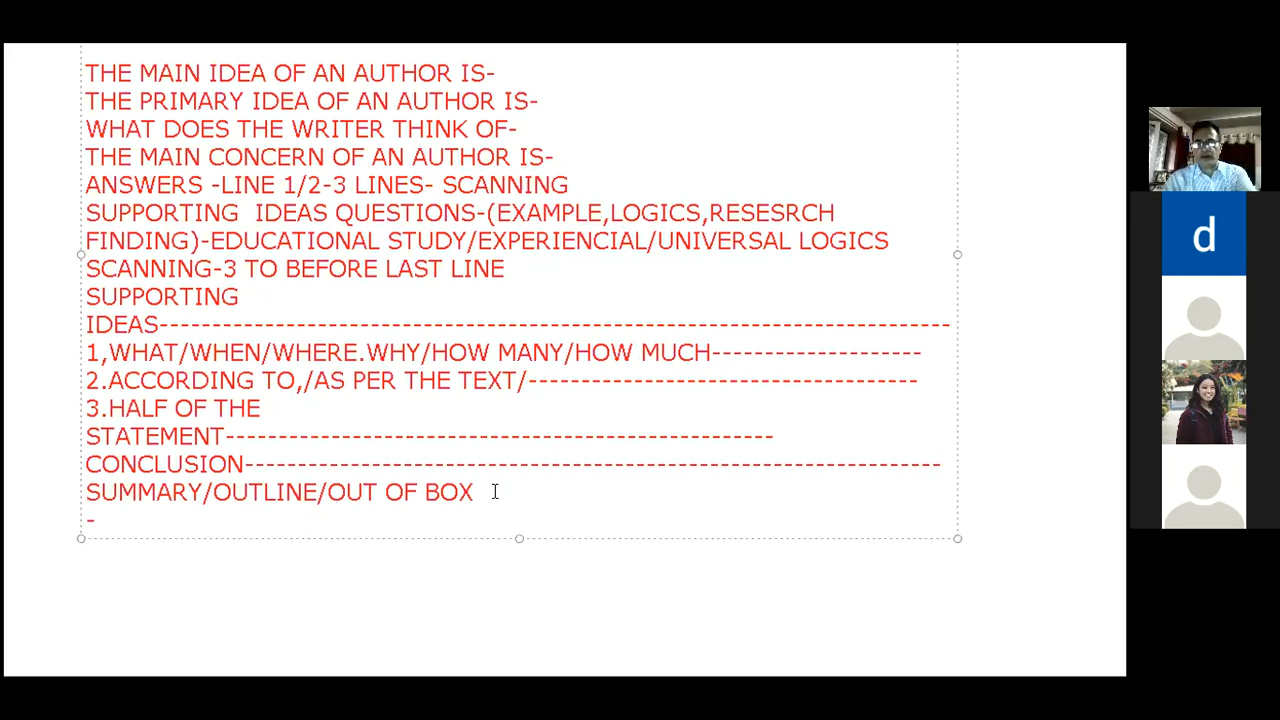 THE MAIN IDEA OF AN AUTHOR IS-
THE PRIMARY IDEA OF AN AUTHOR IS-
WHAT DOES THE WRITER THINK OF-
THE MAIN CONCERN OF AN AUTHOR IS-
ANSWERS -LINE 1/2-3 LINES- SCANNING
SUPPORTING  IDEAS QUESTIONS-(EXAMPLE,LOGICS,RESESRCH
FINDING)-EDUCATIONAL STUDY/EXPERIENCIAL/UNIVERSAL LOGICS
SCANNING-3 TO BEFORE LAST LINE
SUPPORTING
IDEAS---------------------------------------------------------------------------
1,WHAT/WHEN/WHERE.WHY/HOW MANY/HOW MUCH--------------------
2.ACCORDING TO,/AS PER THE TEXT/-------------------------------------
3.HALF OF THE
STATEMENT----------------------------------------------------
CONCLUSION------------------------------------------------------------------
SUMMARY/OUTLINE/OUT OF BOX
-
d